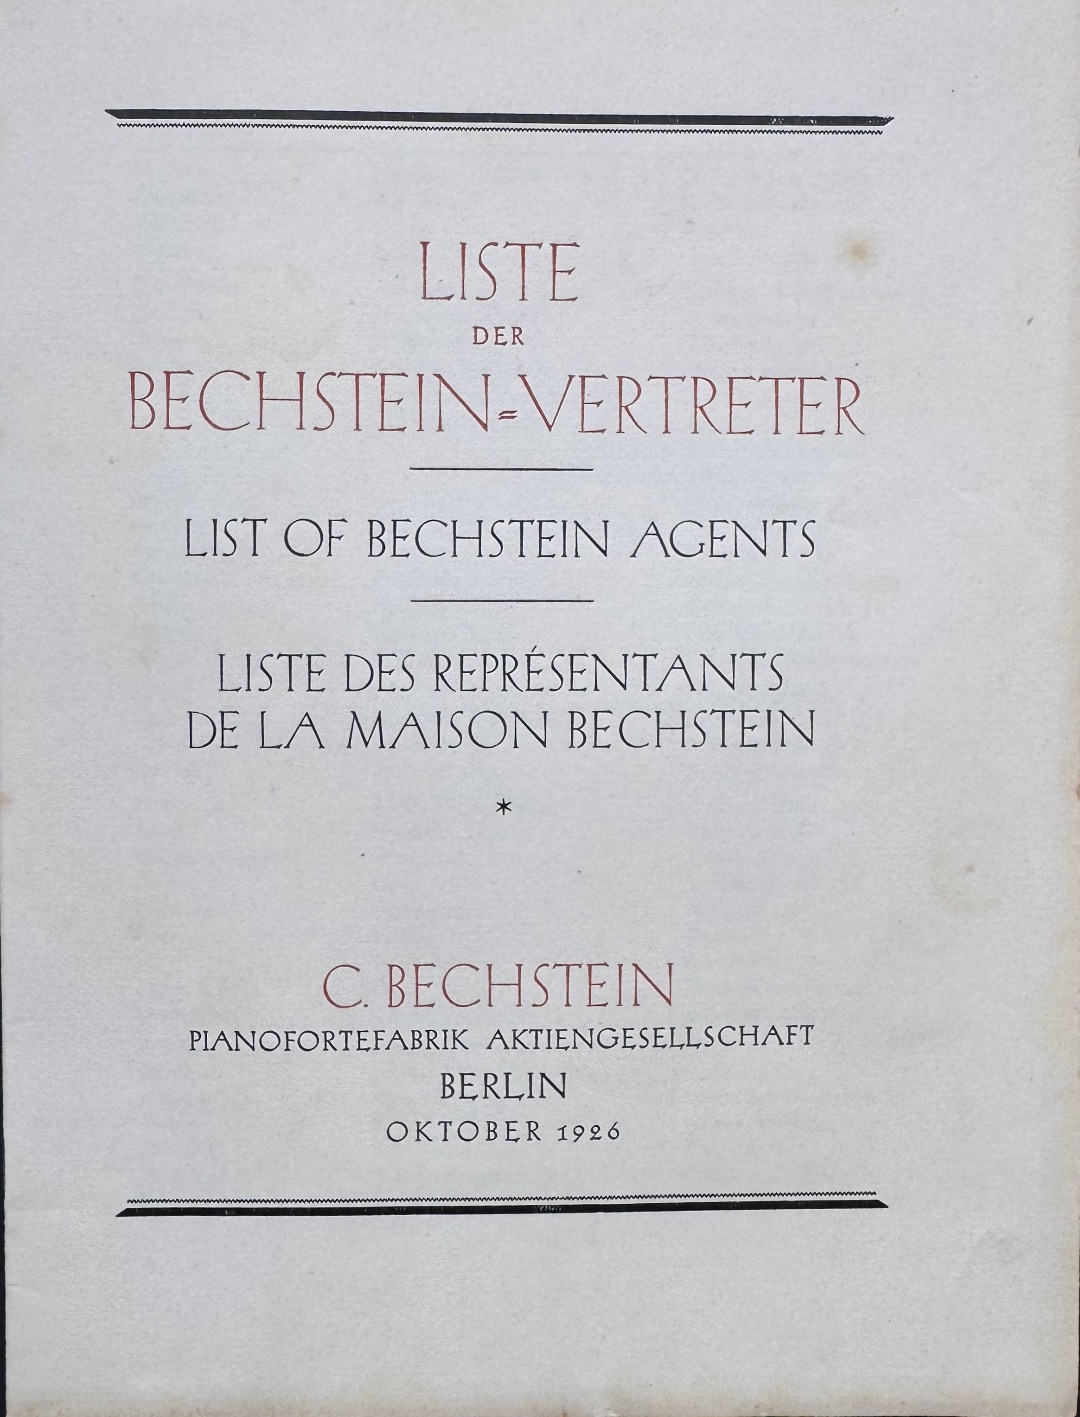 LISTE
DER
BECHSTEIN=VERTRETER
LIST OF BECHSTEIN AGENTS
LISTE DES REPRÉSENTANTS
DE LA MAISON BECHSTEIN
*
C. BECHSTEIN
PIANOFORTEFABRIK AKTIENGESELLSCHAFT
BERLIN
OKTOBER 1926